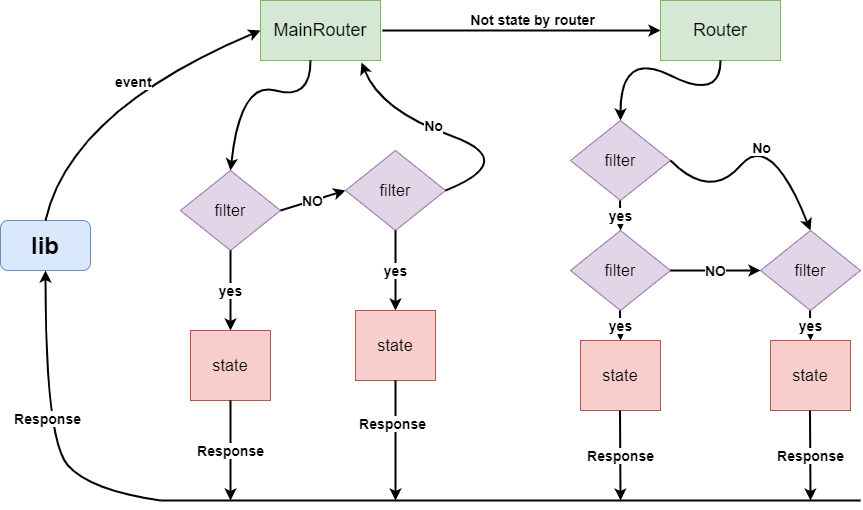 MainRouter
Not state by router
Router
event
No
No
filter
filter
filter
NO
yes
lib
filter
NO
filter
yes
yes
yes
yes
state
state
state
state
Response
Response
Response
Response
Response